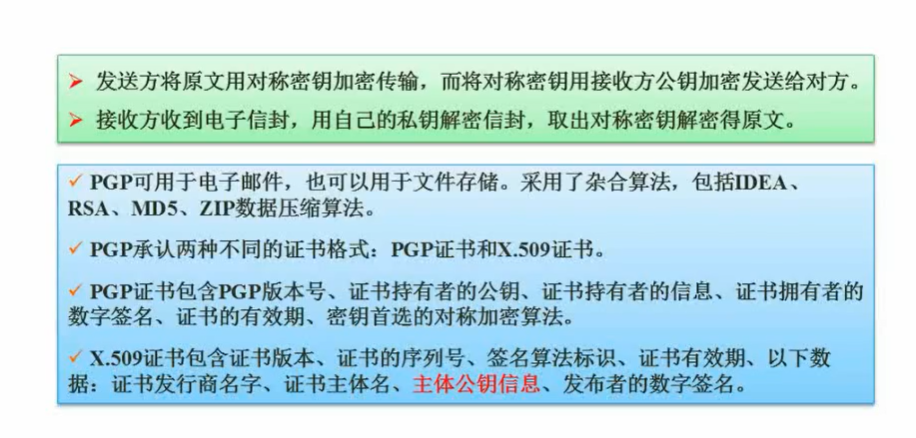 ➢ 发送方将原文用对称密钥加密传输，而将对称密钥用接收方公钥加密发送给对方。
➢ 接收方收到电子信封，用自己的私钥解密信封，取出对称密钥解密得原文。
✓ PGP可用于电子邮件，也可以用于文件存储。采用了杂合算法，包括IDEA、
RSA、MD5、ZIP数据压缩算法。
✓ PGP承认两种不同的证书格式：PGP证书和X.509证书。
✓ PGP证书包含PGP版本号、证书持有者的公钥、证书持有者的信息、证书拥有者的
数字签名、证书的有效期、密钥首选的对称加密算法。
✓ X.509证书包含证书版本、证书的序列号、签名算法标识、证书有效期、以下数
据：证书发行商名字、证书主体名、主体公钥信息、发布者的数字签名。